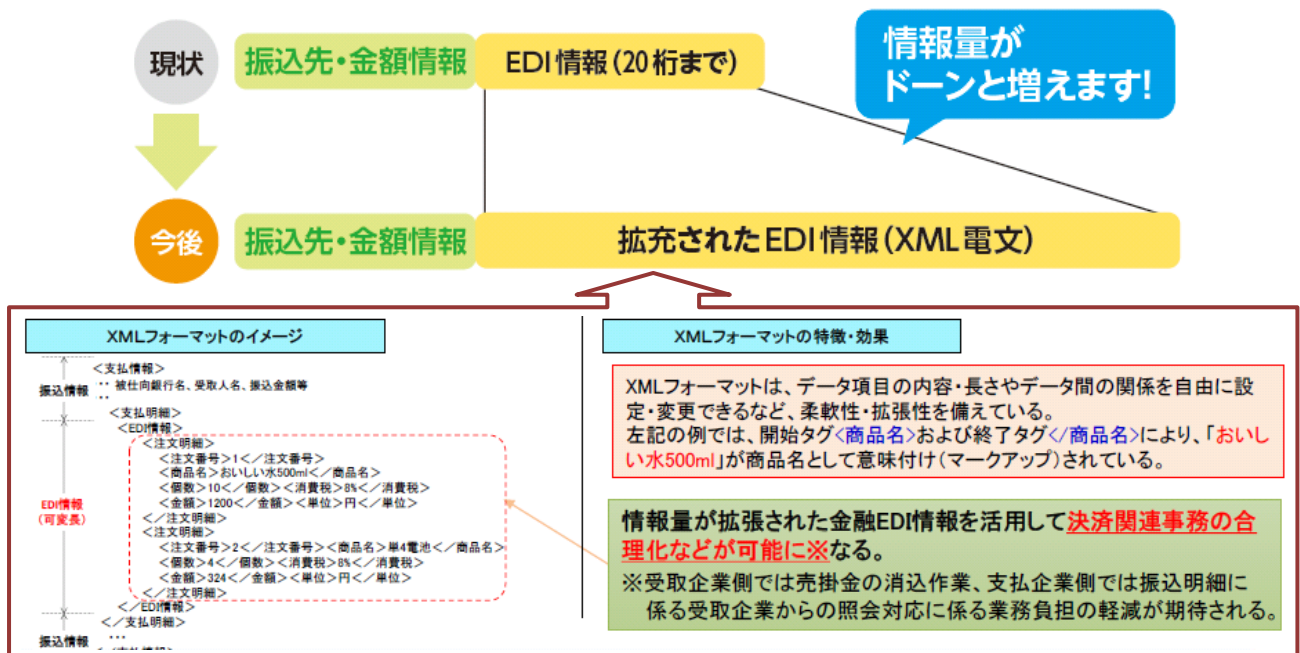 現状
振込先・金額情報
EDI情報(20桁まで)
情報量が
ドーンと増えます!
今後
振込先・金額情報
拡充されたEDI情報(XML電文)
XMLフォーマットのイメージ
振込情報
EDI情報
(可変長)
振込情報
<支払情報>
‥ 被仕向銀行名、受取人名、振込金額等
‥
<支払明細>
<EDI情報>
<注文明細>
<注文番号>1</注文番号>
<商品名>おいしい水500ml</商品名>
<個数>10</個数><消費税>8%</消費税>
<金額>1200</金額><単位>円</単位>
</注文明細>
<注文明細>
<注文番号>2</注文番号><商品名>単4電池</商品名>
<個数>4</個数><消費税>8%</消費税>
<金額>324</金額><単位>円</単位>
</注文明細>
</EDI情報>
</支払明細>
…
XMLフォーマットの特徴・効果
XMLフォーマットは、データ項目の内容・長さやデータ間の関係を自由に設
定・変更できるなど、柔軟性・拡張性を備えている。
左記の例では、開始タグ<商品名>および終了タグ</商品名>により、「おいし
い水500ml」が商品名として意味付け(マークアップ)されている。
情報量が拡張された金融EDI情報を活用して決済関連事務の合
理化などが可能に※なる。
※受取企業側では売掛金の消込作業、支払企業側では振込明細に
係る受取企業からの照会対応に係る業務負担の軽減が期待される。